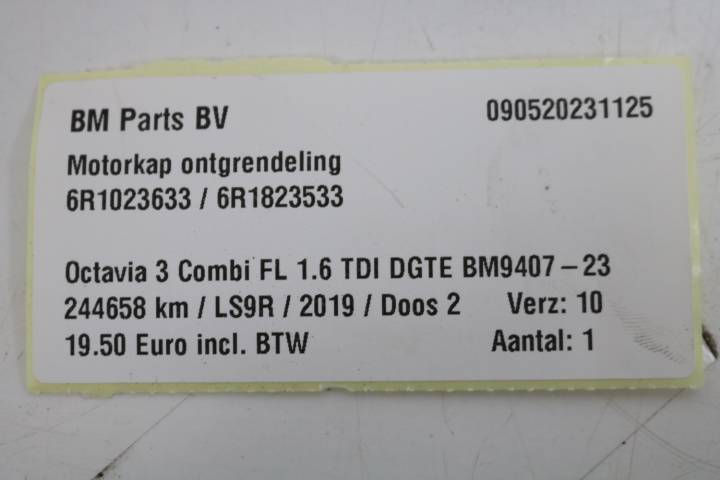 BM Parts BV 090520231125
Motorkap ontgrendeling
6R1023633 / 6R1823533
Octavia 3 Combi FL 1.6 TDI DGTE BM9407-23
244658 km / LS9R / 2019 / Doos 2 Verz: 10
19.50 Euro incl. BTW Aantal: 1